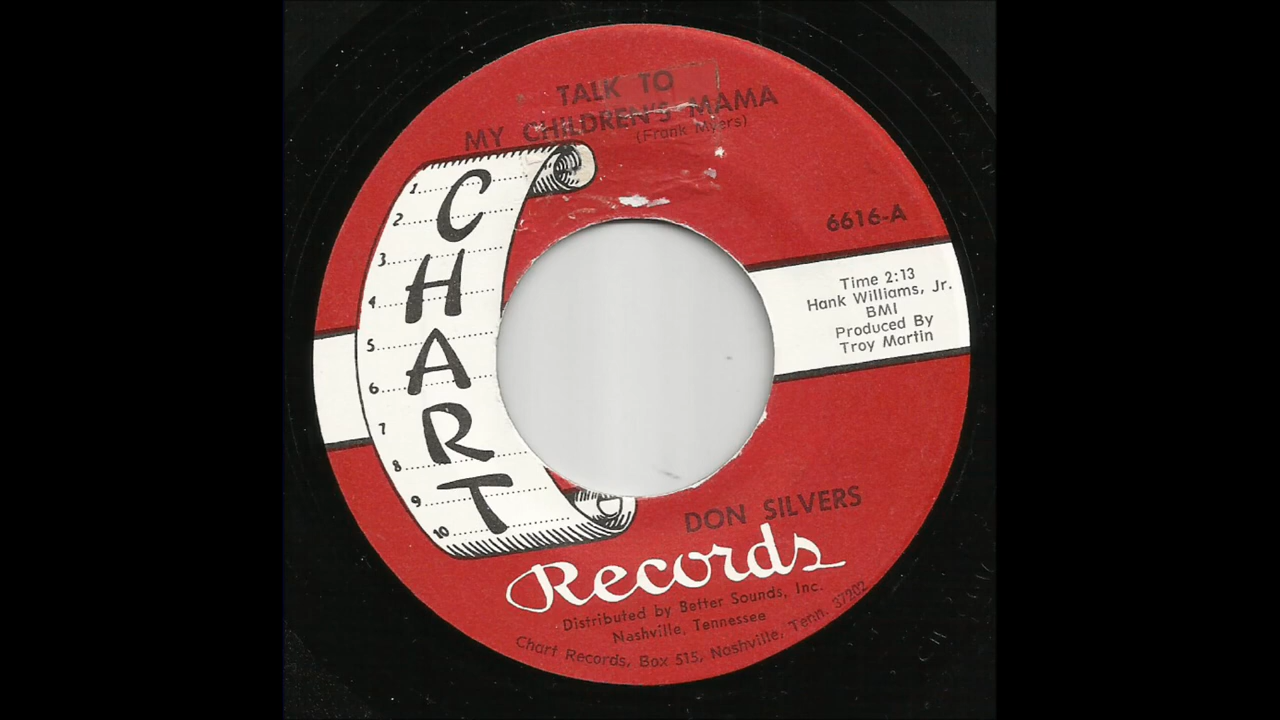 TALK TO
MY CHILDREN'S MAMA
(Frank Myers)
6616-A
Time 2:13
Hank Williams, Jr.
BMI
Produced By
Troy Martin
1
2
3
4
5
6
7
8
9
10
CHART
DON SILVERS
Records
Distributed by Better Sounds, Inc.
Nashville, Tennessee
Chart Records, Box 515, Nashville, Tenn. 37202